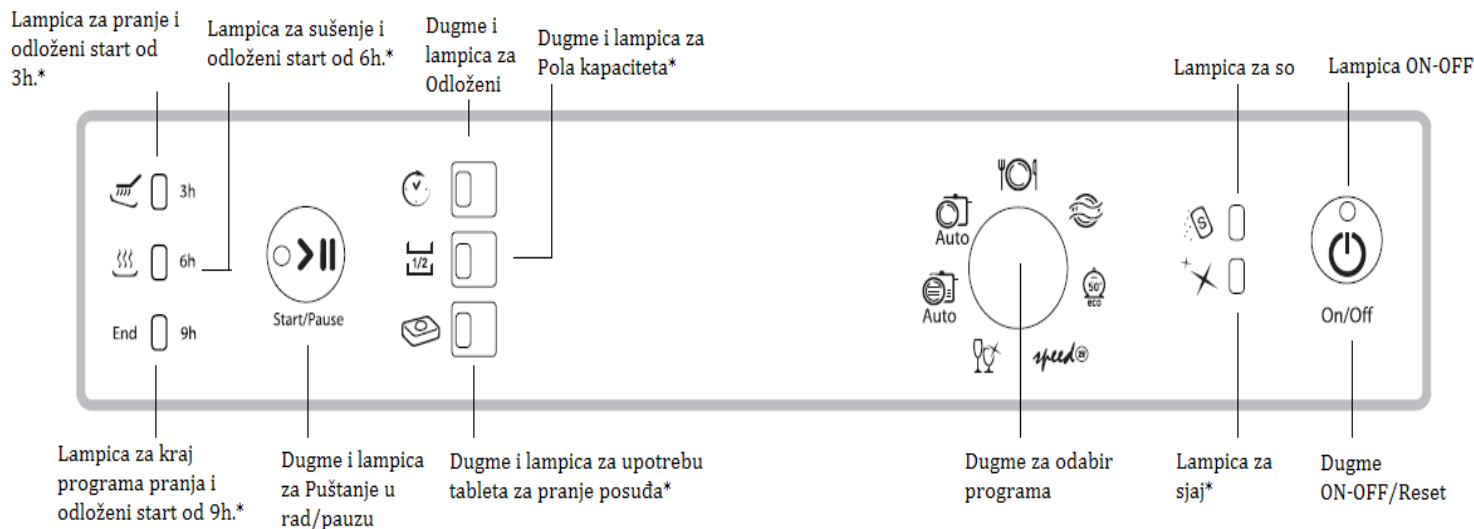 Lampica za pranje i
odloženi start od
3h.*
Lampica za sušenje i
odloženi start od 6h.*
Dugme i
lampica za
Odloženi
Dugme i lampica za
Pola kapaciteta*
Lampica za so
Lampica ON-OFF
3h
6h
End
9h
Start/Pause
1/2
Auto
Auto
50°
eco
speed
S
On/Off
Lampica za kraj
programa pranja i
odloženi start od 9h.*
Dugme i lampica
za Puštanje u
rad/pauzu
Dugme i lampica za upotrebu
tableta za pranje posuđa*
Dugme za odabir
programa
Lampica za
sjaj*
Dugme
ON-OFF/Reset